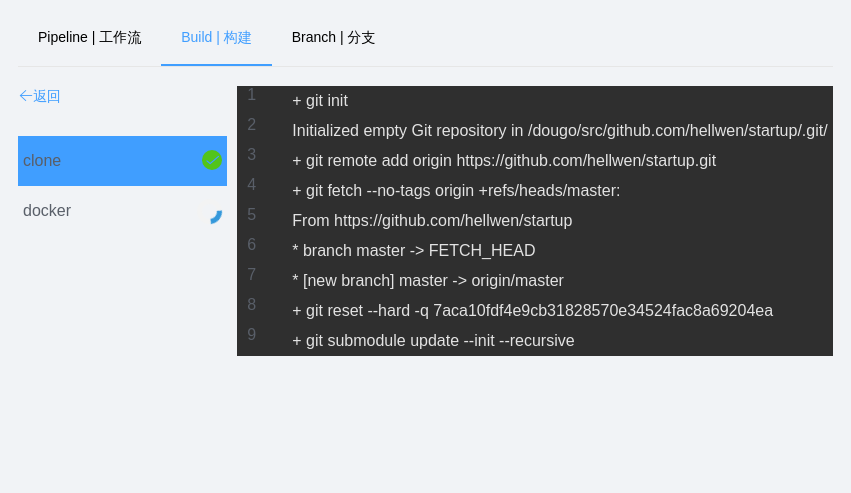 Pipeline | 工作流 Build | 构建 Branch | 分支
返回
clone
docker
1 + git init
2 Initialized empty Git repository in /dougo/src/github.com/hellwen/startup/.git/
3 + git remote add origin https://github.com/hellwen/startup.git
4 + git fetch --no-tags origin +refs/heads/master:
5 From https://github.com/hellwen/startup
6 * branch master -> FETCH_HEAD
7 * [new branch] master -> origin/master
8 + git reset --hard -q 7aca10fdf4e9cb31828570e34524fac8a69204ea
9 + git submodule update --init --recursive